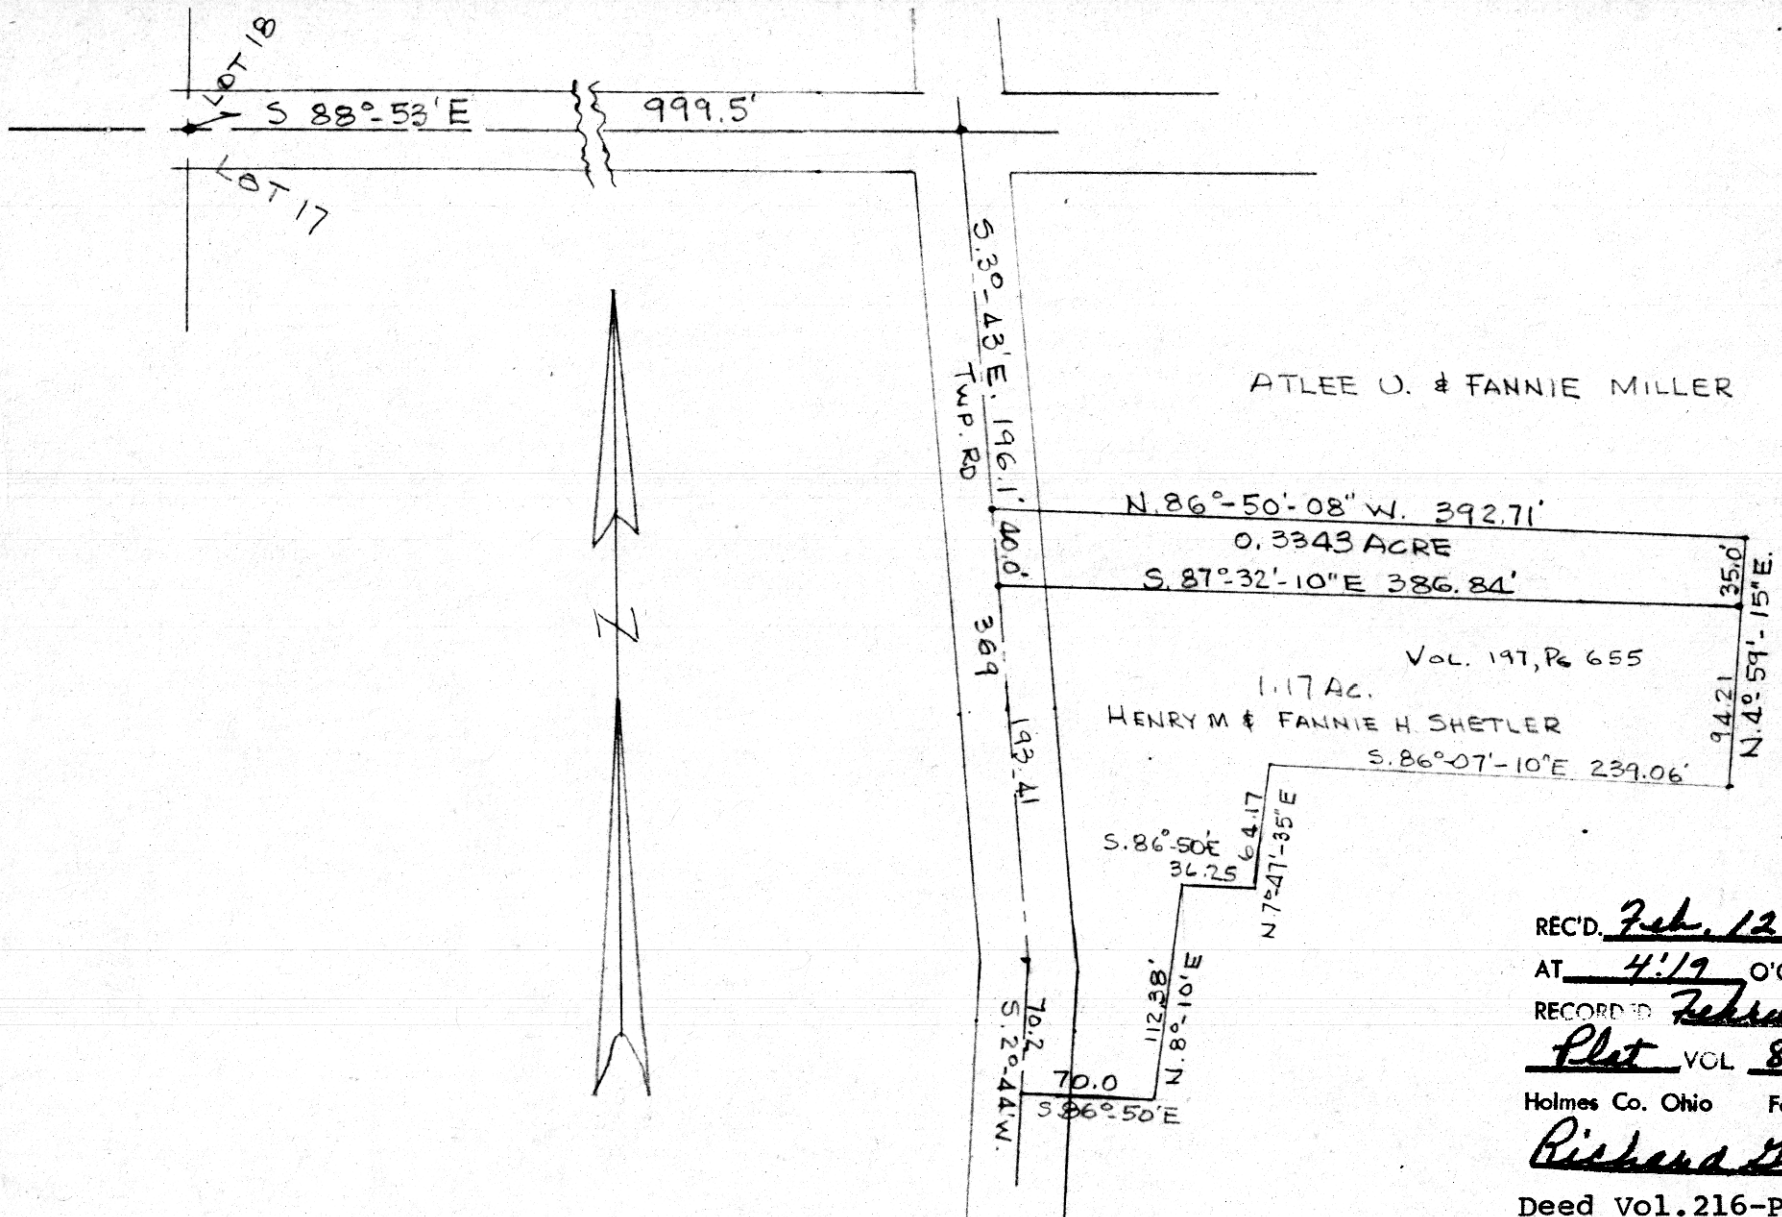 LOT 18
S 88°-53'E 999.5'
LOT 17
S.3°-43'E. 196.1'
TWP. RD
369
ATLEE U. & FANNIE MILLER
N.86°-50'-08" W. 392.71'
40.0'
0.3343 ACRE
35.0'
S. 87°-32'-10"E 386.84'
N.4°-59'-15"E.
Z
VOL. 197, PG 655
1.17 AC.
94.21
HENRY M & FANNIE H. SHETLER
193.41
S.86°-07'-10"E 239.06'
64.17
N 7°-47'-35"E
S.86°-50'E
36.25
112.38'
N.8°-10'E
70.2
S.2°-44'W.
70.0
S 86°-50'E
REC'D. Feb. 12
AT 4:19 O'
RECORDED
Plat VOL 8
Holmes Co. Ohio
Richard
Deed Vol.216-P